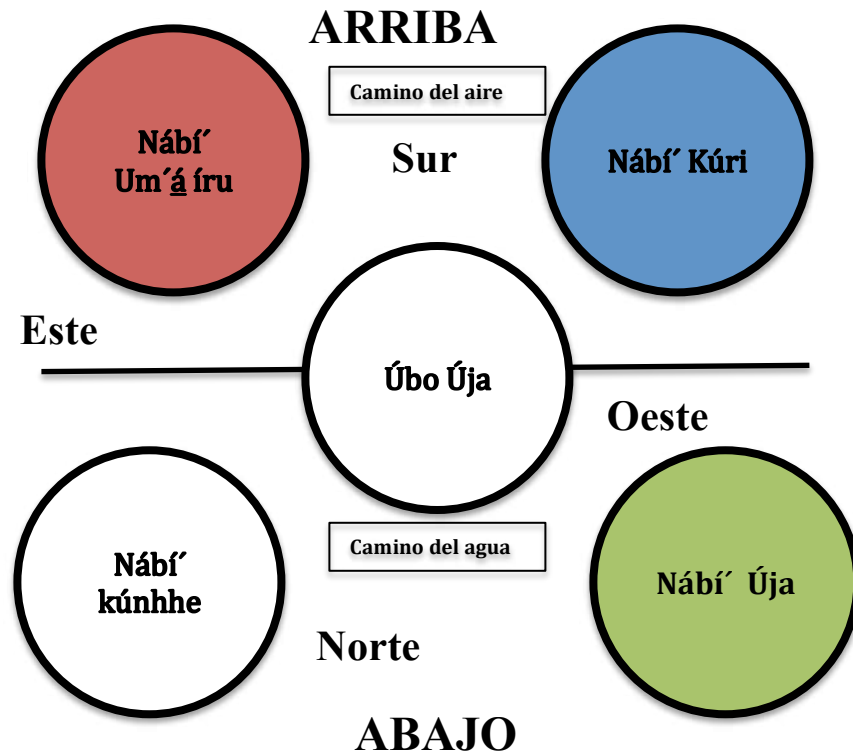 ARRIBA
Camino del aire
Nábí´
Um´á íru
Sur
Nábí´ Kúri
Este
Úbo Úja
Oeste
Camino del agua
Nábí´
kúnhhe
Nábí´ Úja
Norte
ABAJO